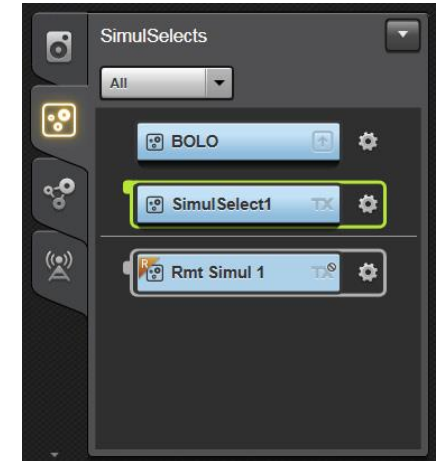 SimulSelects
All
BOLO
SimulSelect1 TX
R
Rmt Simul 1 TX